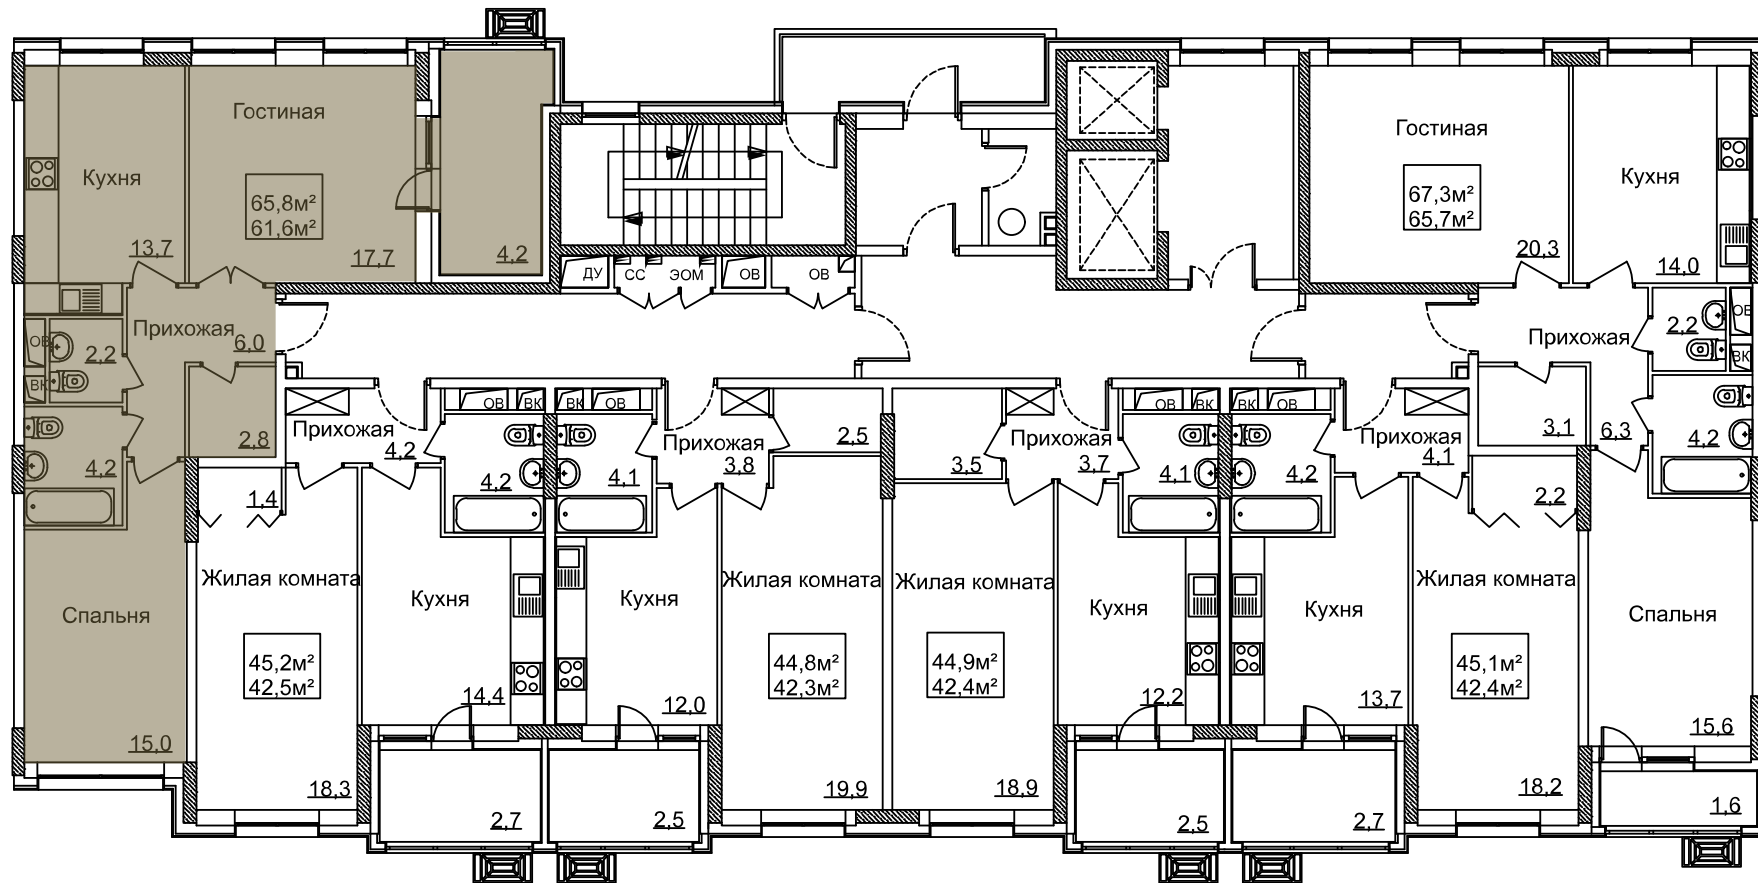 Гостиная
Кухня
65,8м²
61,6м²
13,7
17,7
4,2
Гостиная
Кухня
67,3м²
65,7м²
20,3
14,0
ДУ
СС
ЭОМ
ОВ
ОВ
Прихожая
6,0
ОВ
2,2
ВК
2,8
4,2
Прихожая
2,2
ОВ
ВК
3,1
6,3
4,2
Прихожая
4,2
ОВ
ВК
4,2
1,4
ВК
ОВ
4,1
Прихожая
3,8
2,5
3,5
Прихожая
3,7
ОВ
ВК
4,1
ВК
ОВ
4,2
Прихожая
4,1
2,2
Спальня
15,0
Жилая комната
45,2м²
42,5м²
18,3
Кухня
14,4
2,7
Кухня
12,0
2,5
Жилая комната
44,8м²
42,3м²
19,9
Жилая комната
44,9м²
42,4м²
18,9
Кухня
12,2
2,5
Кухня
13,7
2,7
Жилая комната
45,1м²
42,4м²
18,2
Спальня
15,6
1,6